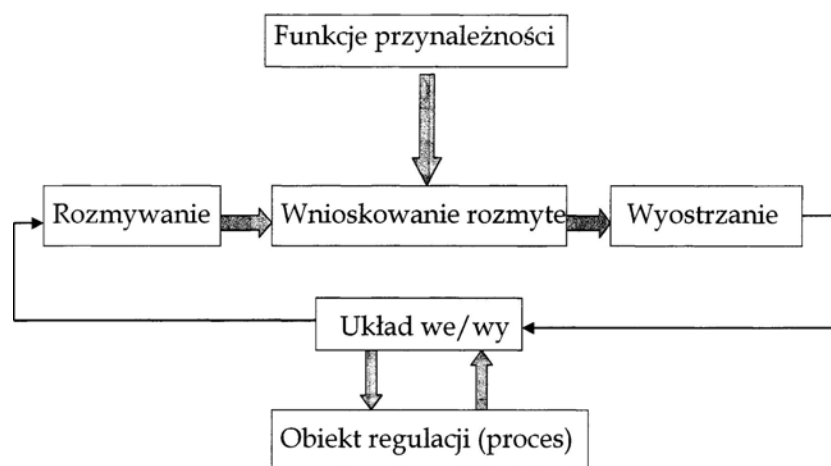 Funkcje przynależności
Rozmywanie
Wnioskowanie rozmyte
Wyostrzanie
Układ we/wy
Obiekt regulacji (proces)